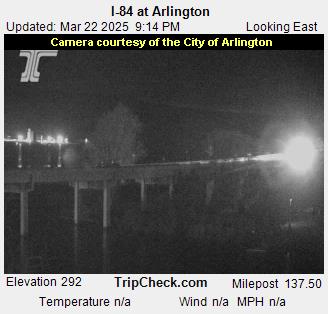 I-84 at Arlington
Updated: Mar 22 2025 9:14 PM Looking East
Camera courtesy of the City of Arlington
Elevation 292 TripCheck.com Milepost 137.50
Temperature n/a Wind n/a MPH n/a